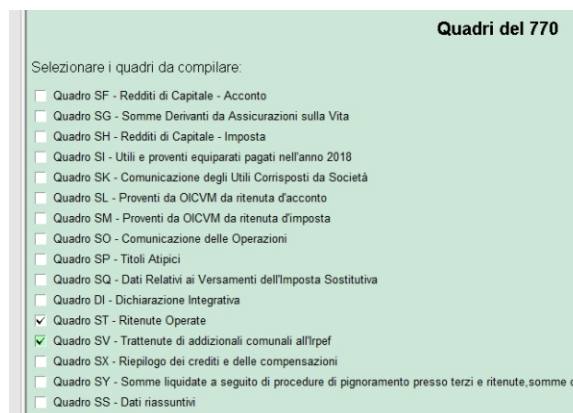 Quadri del 770
Selezionare i quadri da compilare:
Quadro SF - Redditi di Capitale - Acconto
Quadro SG - Somme Derivanti da Assicurazioni sulla Vita
Quadro SH - Redditi di Capitale - Imposta
Quadro SI - Utili e proventi equiparati pagati nell'anno 2018
Quadro SK - Comunicazione degli Utili Corrisposti da Società
Quadro SL - Proventi da OICVM da ritenuta d'acconto
Quadro SM - Proventi da OICVM da ritenuta d'imposta
Quadro SO - Comunicazione delle Operazioni
Quadro SP - Titoli Atipici
Quadro SQ - Dati Relativi ai Versamenti dell'Imposta Sostitutiva
Quadro DI - Dichiarazione Integrativa
Quadro ST - Ritenute Operate
Quadro SV - Trattenute di addizionali comunali all'Irpef
Quadro SX - Riepilogo dei crediti e delle compensazioni
Quadro SY - Somme liquidate a seguito di procedure di pignoramento presso terzi e ritenute,somme
Quadro SS - Dati riassuntivi